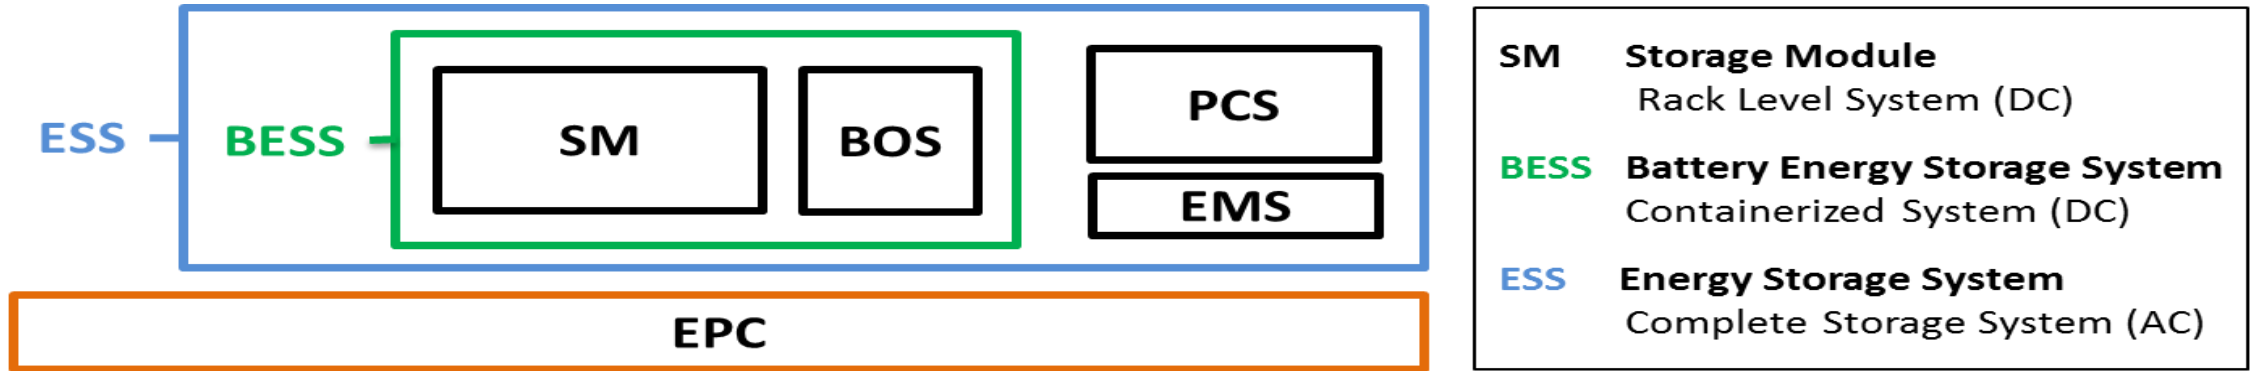 ESS
BESS
SM
BOS
PCS
EMS
EPC
SM Storage Module
Rack Level System (DC)
BESS Battery Energy Storage System
Containerized System (DC)
ESS Energy Storage System
Complete Storage System (AC)